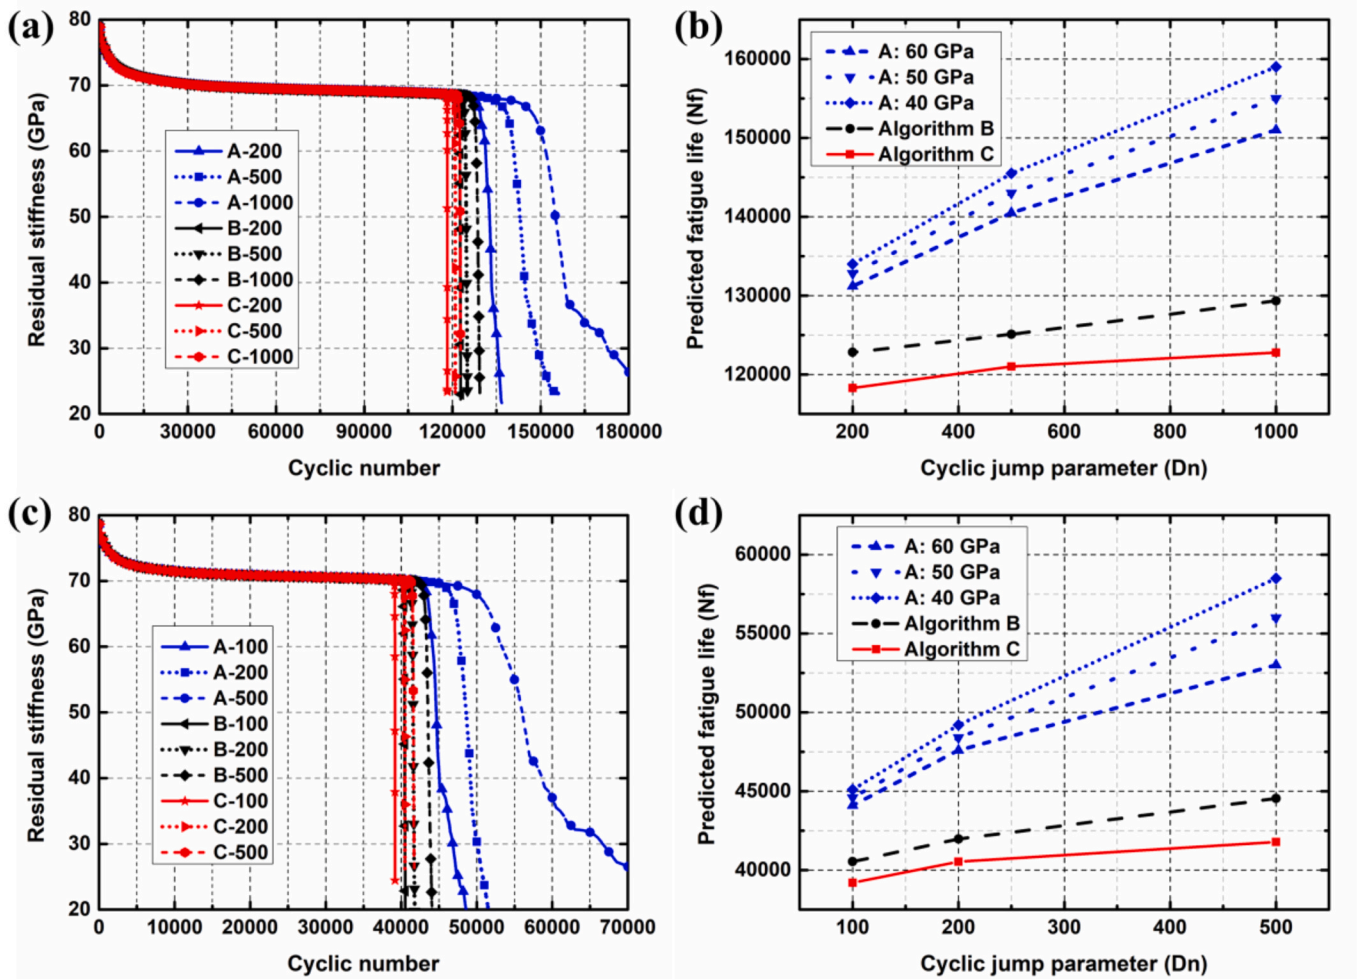 (a)
80
70
60
50
40
30
20
Residual stiffness (GPa)
A-200
A-500
A-1000
B-200
B-500
B-1000
C-200
C-500
C-1000
0 30000 60000 90000 120000 150000 180000
Cyclic number
(b)
160000
150000
140000
130000
120000
Predicted fatigue life (Nf)
A: 60 GPa
A: 50 GPa
A: 40 GPa
Algorithm B
Algorithm C
200 400 600 800 1000
Cyclic jump parameter (Dn)
(c)
80
70
60
50
40
30
20
Residual stiffness (GPa)
A-100
A-200
A-500
B-100
B-200
B-500
C-100
C-200
C-500
0 10000 20000 30000 40000 50000 60000 70000
Cyclic number
(d)
60000
55000
50000
45000
40000
Predicted fatigue life (Nf)
A: 60 GPa
A: 50 GPa
A: 40 GPa
Algorithm B
Algorithm C
100 200 300 400 500
Cyclic jump parameter (Dn)